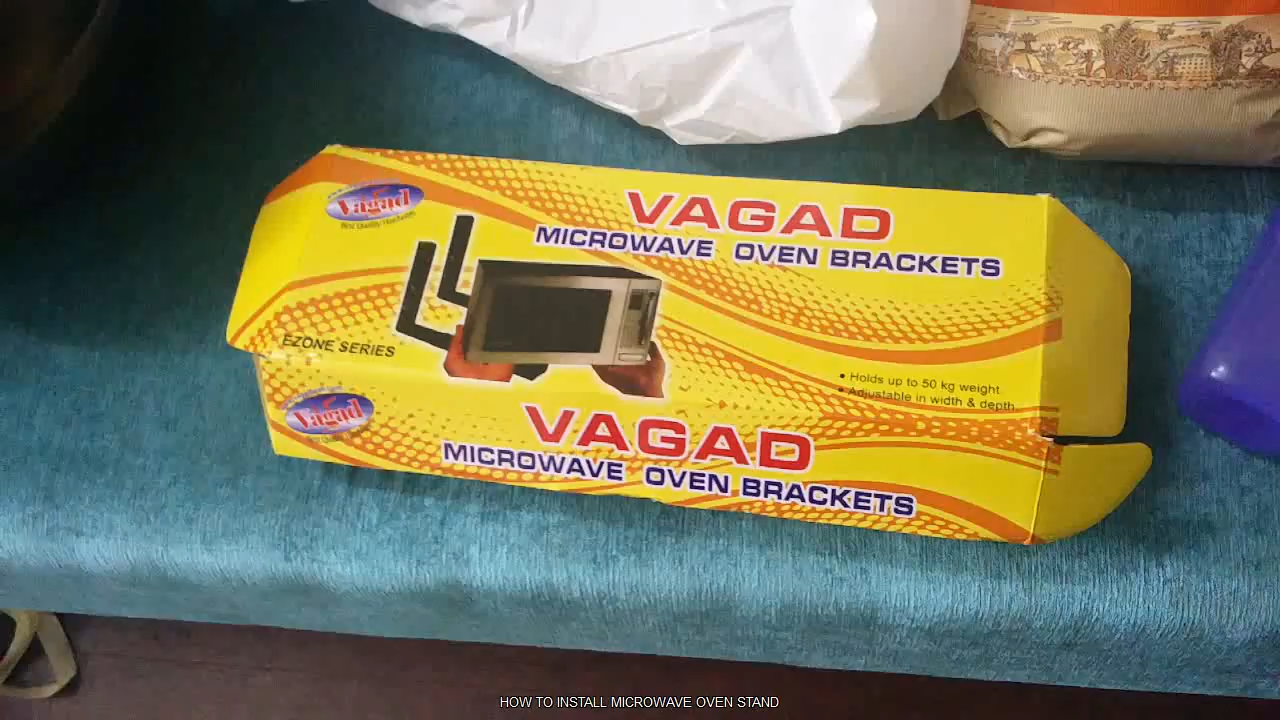 Vagad
VAGAD
MICROWAVE OVEN BRACKETS
EZONE SERIES
• Holds up to 50 kg weight
• Adjustable in width & depth
Vagad
VAGAD
MICROWAVE OVEN BRACKETS
HOW TO INSTALL MICROWAVE OVEN STAND